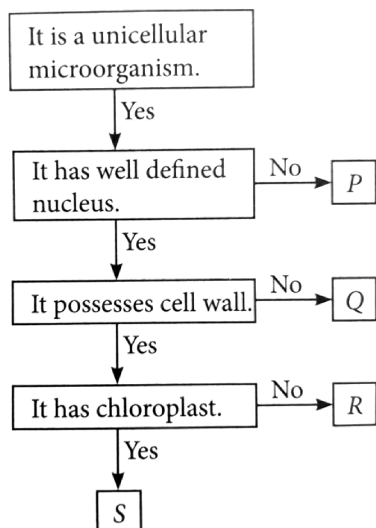 It is a unicellular
microorganism.
Yes
It has well defined
nucleus.
No
P
Yes
It possesses cell wall.
No
Q
Yes
It has chloroplast.
No
R
Yes
S